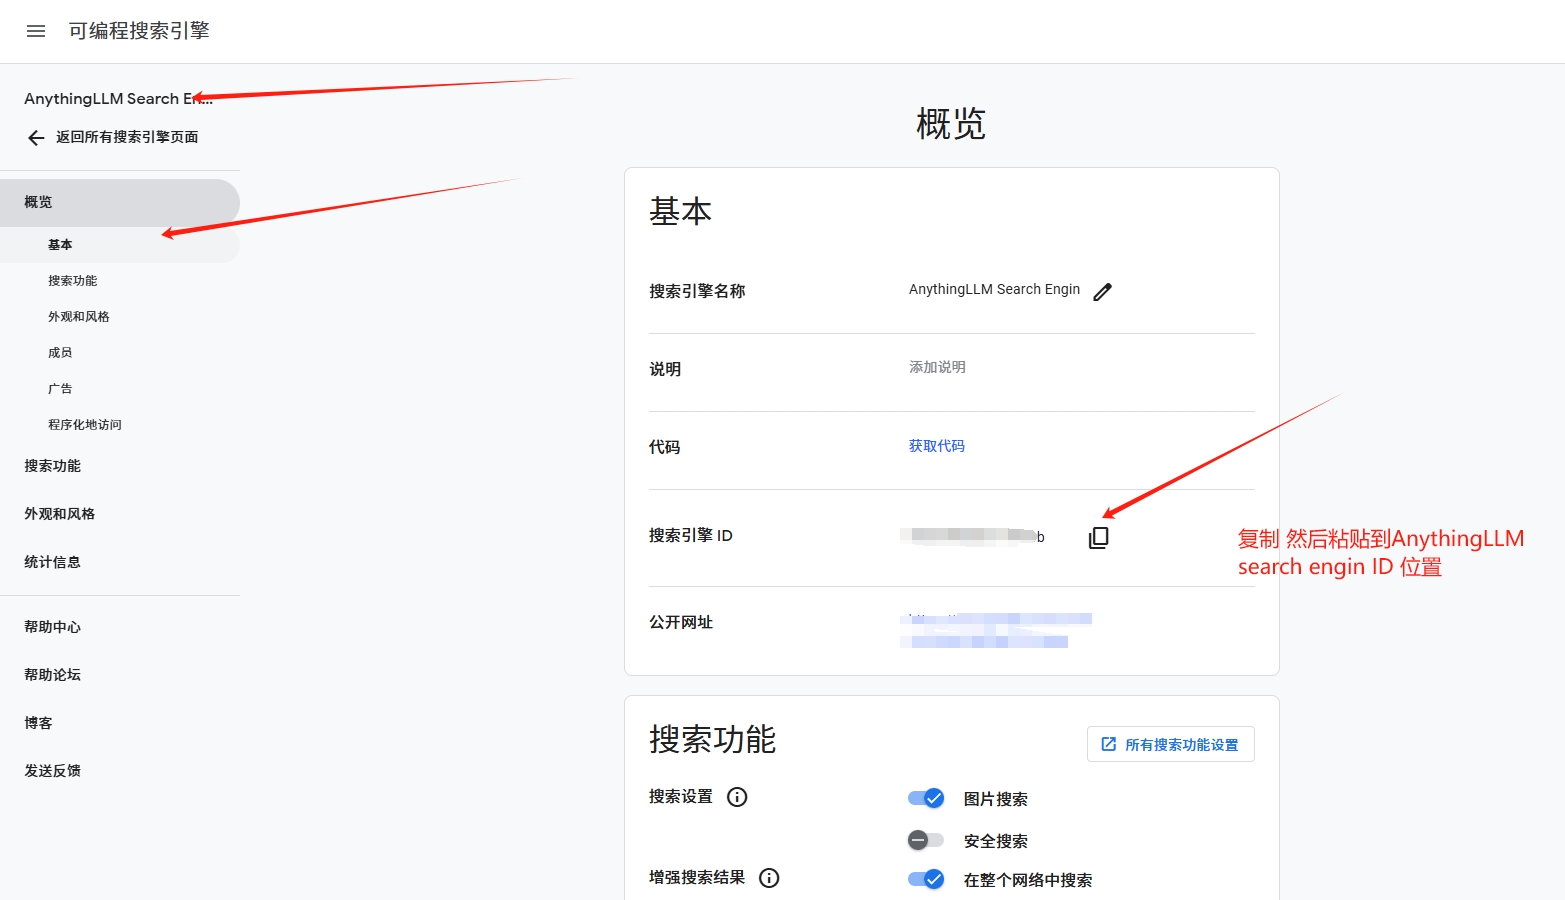 可编程搜索引擎
AnythingLLM Search En...
返回所有搜索引擎页面
概览
基本
搜索功能
外观和风格
成员
广告
程序化地访问
搜索功能
外观和风格
统计信息
帮助中心
帮助论坛
博客
发送反馈
概览
基本
搜索引擎名称
AnythingLLM Search Engin
说明
添加说明
代码
获取代码
搜索引擎 ID
b
复制 然后粘贴到AnythingLLM
search engin ID 位置
公开网址
搜索功能
所有搜索功能设置
搜索设置
图片搜索
安全搜索
增强搜索结果
在整个网络中搜索